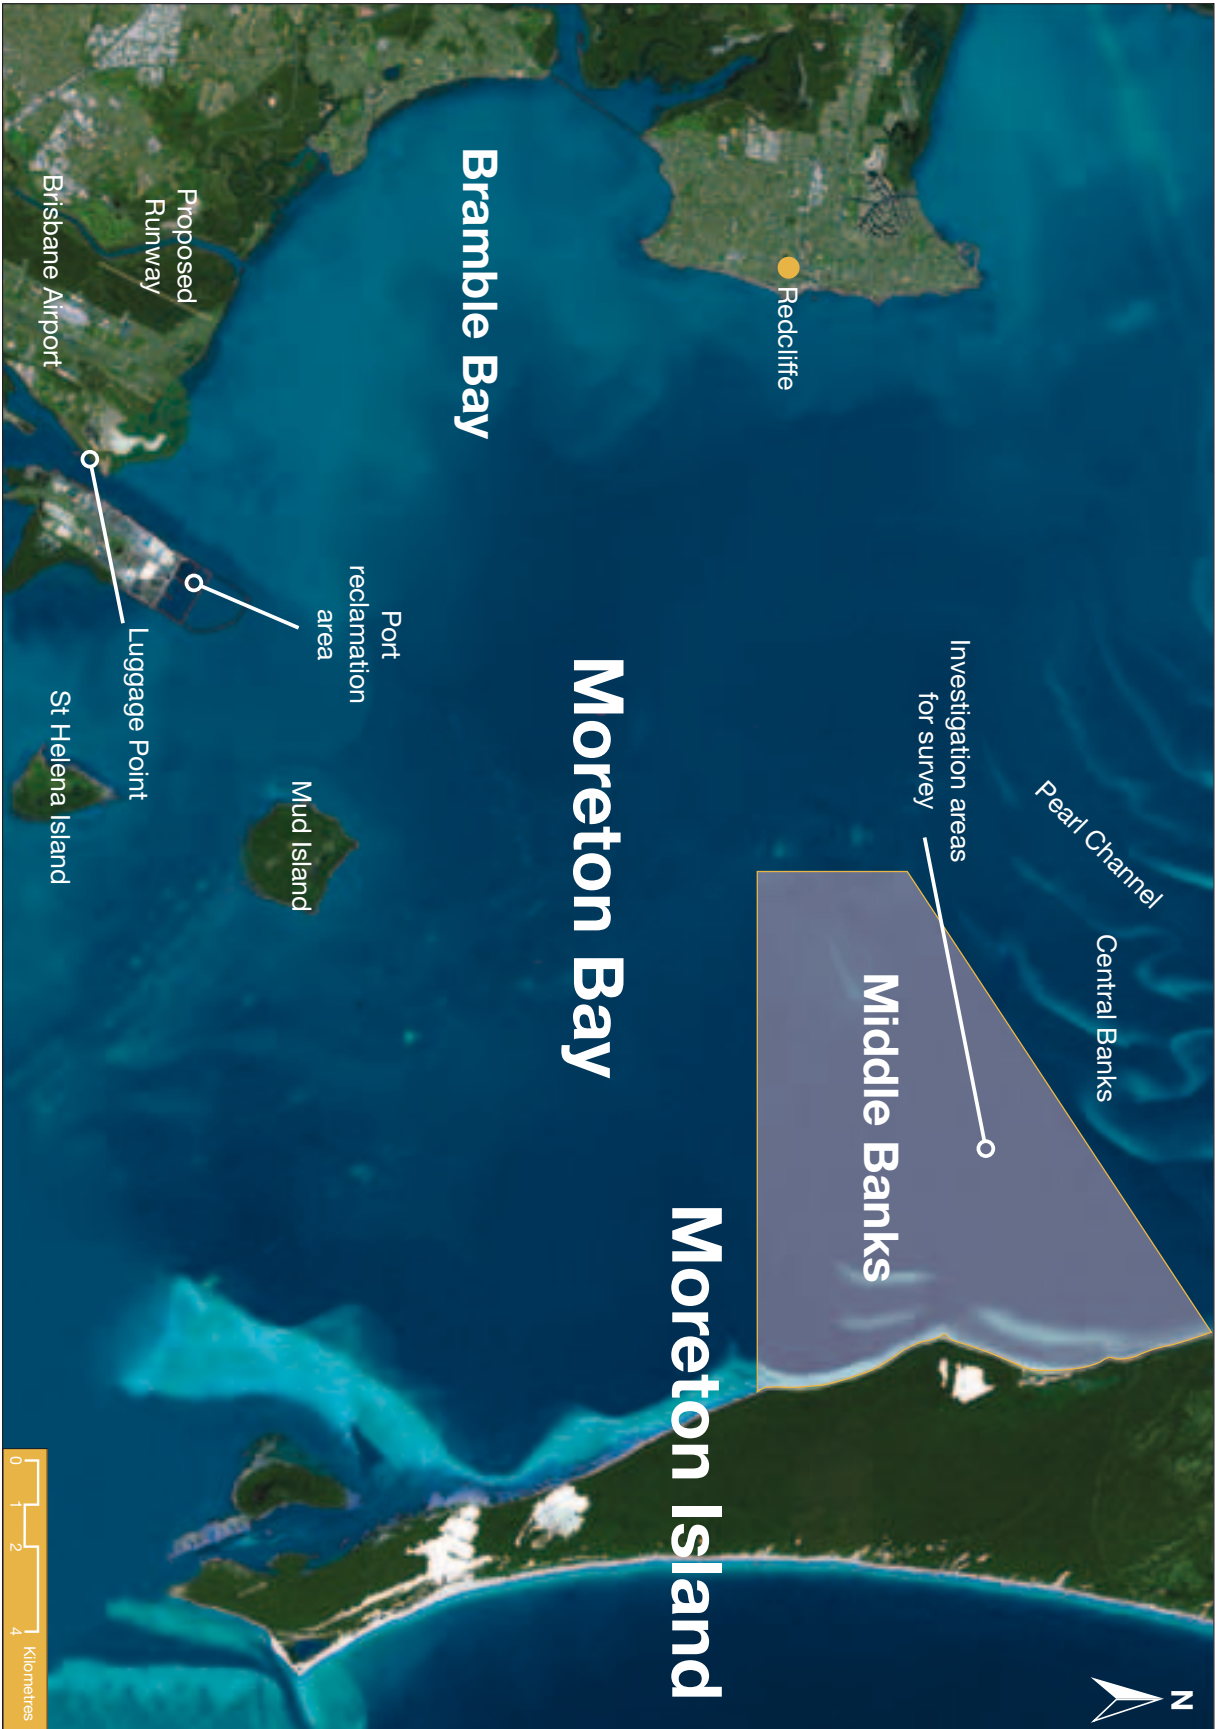 N
Pearl Channel
Central Banks
Investigation areas
for survey
Middle Banks
Redcliffe
Moreton Island
Moreton Bay
Bramble Bay
Port
reclamation
area
Mud Island
Proposed
Runway
Luggage Point
Brisbane Airport
St Helena Island
0 1 2 4
Kilometres